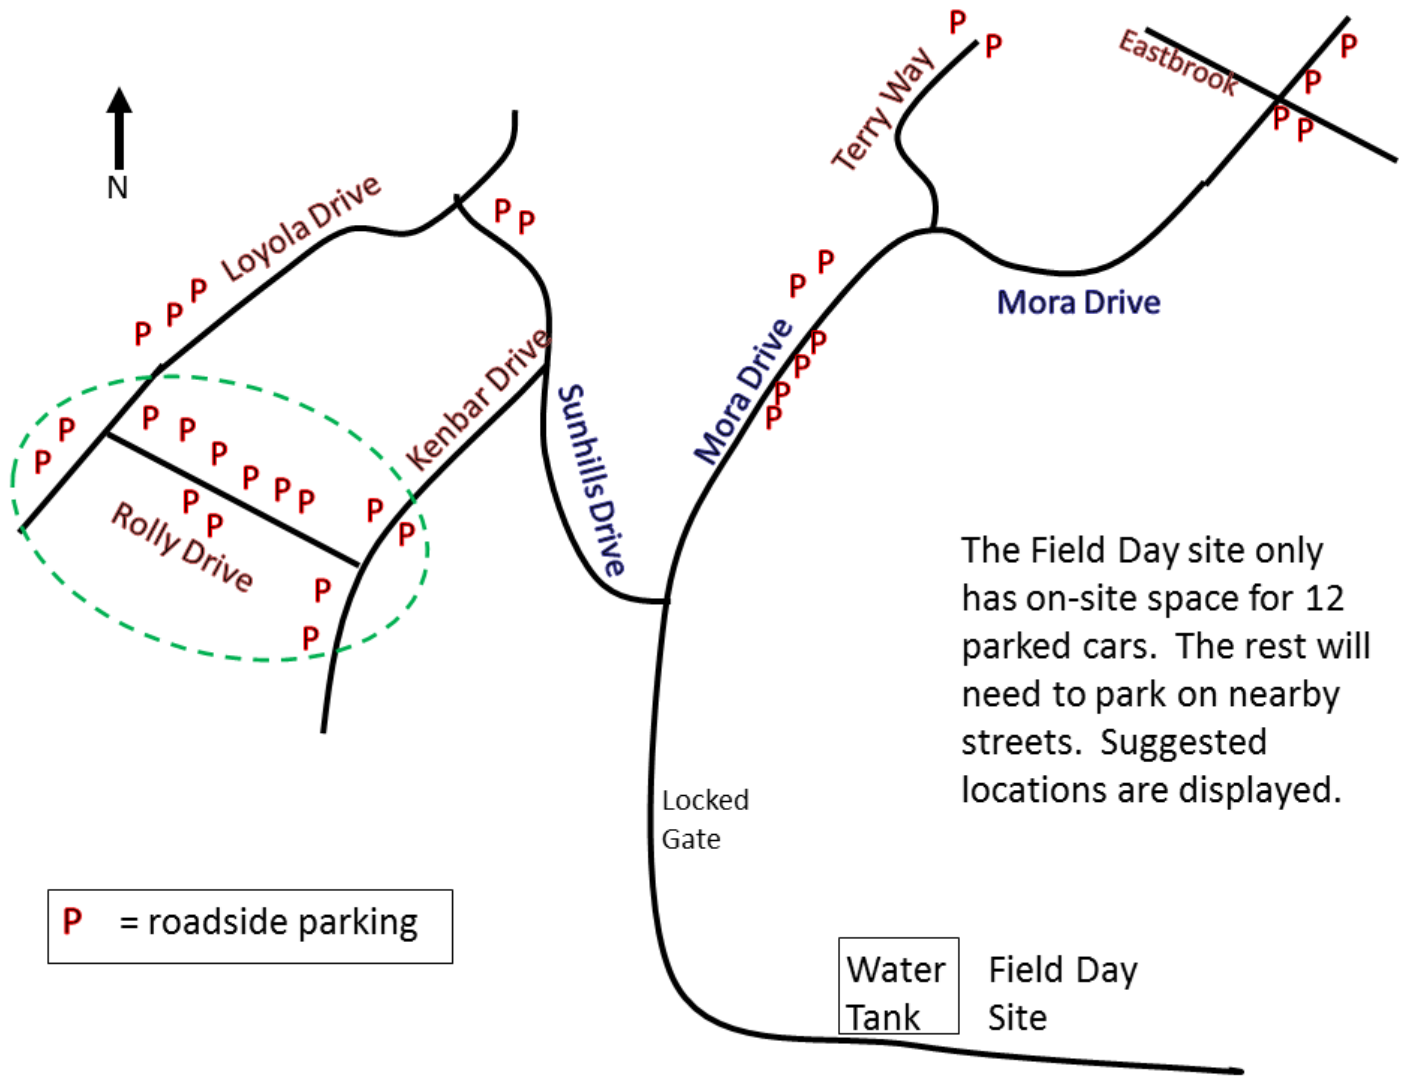 P
P
P
Eastbrook
P
P P
Terry Way
N
Loyola Drive
P P
P
P
P
P
P
P
Mora Drive
P
P
P
P
Mora Drive
Kenbar Drive
Sunhills Drive
P
P
P
P
P
P
P P
P
P
P
P
P
Rolly Drive
P
P
The Field Day site only
has on-site space for 12
parked cars. The rest will
need to park on nearby
streets. Suggested
locations are displayed.
Locked
Gate
P = roadside parking
Water
Tank
Field Day
Site